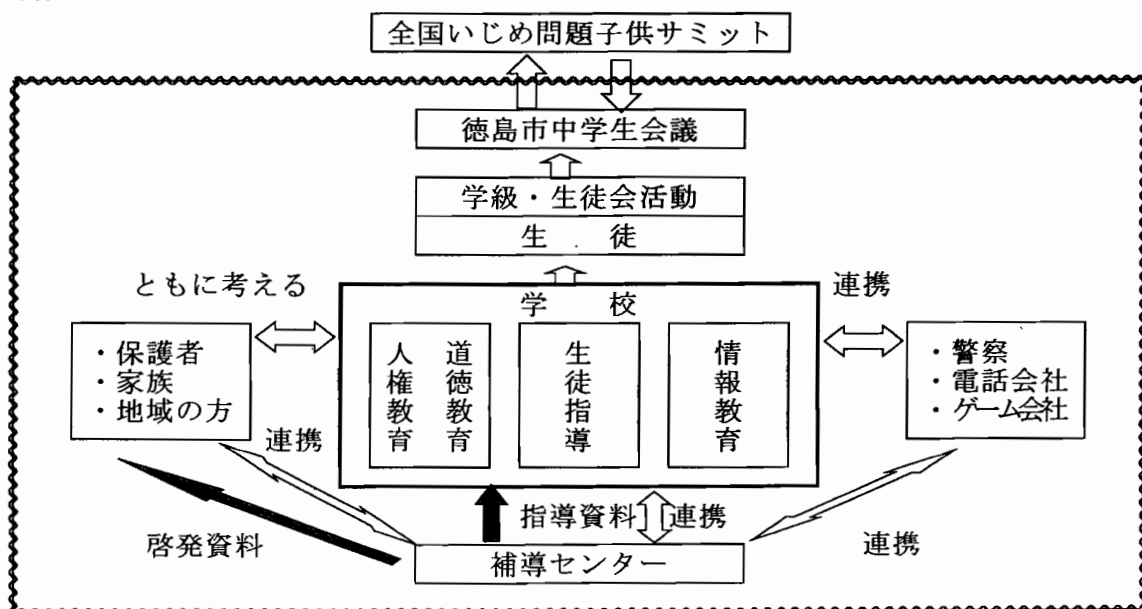 全国いじめ問題子供サミット
徳島市中学生会議
学級・生徒会活動
生　徒
ともに考える
学　校
連携
・保護者
・家族
・地域の方
道徳教育
人権教育
生徒指導
情報教育
・警察
・電話会社
・ゲーム会社
連携
指導資料
連携
啓発資料
連携
補導センター